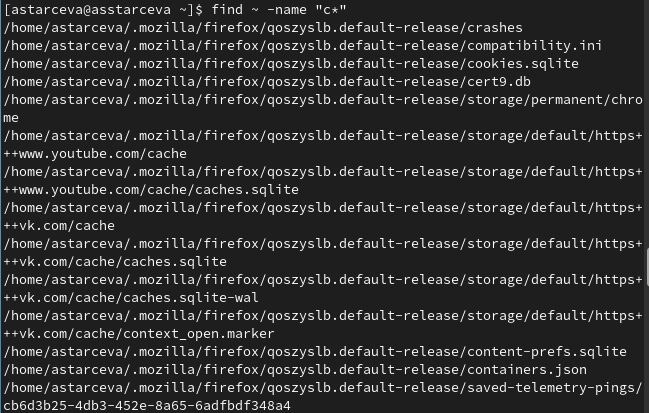 [astarceva@asstarceva ~]$ find ~ -name "c*"
/home/astarceva/.mozilla/firefox/qoszyslb.default-release/crashes
/home/astarceva/.mozilla/firefox/qoszyslb.default-release/compatibility.ini
/home/astarceva/.mozilla/firefox/qoszyslb.default-release/cookies.sqlite
/home/astarceva/.mozilla/firefox/qoszyslb.default-release/cert9.db
/home/astarceva/.mozilla/firefox/qoszyslb.default-release/storage/permanent/chro
me
/home/astarceva/.mozilla/firefox/qoszyslb.default-release/storage/default/https+
++www.youtube.com/cache
/home/astarceva/.mozilla/firefox/qoszyslb.default-release/storage/default/https+
++www.youtube.com/cache/caches.sqlite
/home/astarceva/.mozilla/firefox/qoszyslb.default-release/storage/default/https+
++vk.com/cache
/home/astarceva/.mozilla/firefox/qoszyslb.default-release/storage/default/https+
++vk.com/cache/caches.sqlite
/home/astarceva/.mozilla/firefox/qoszyslb.default-release/storage/default/https+
++vk.com/cache/caches.sqlite-wal
/home/astarceva/.mozilla/firefox/qoszyslb.default-release/storage/default/https+
++vk.com/cache/context_open.marker
/home/astarceva/.mozilla/firefox/qoszyslb.default-release/content-prefs.sqlite
/home/astarceva/.mozilla/firefox/qoszyslb.default-release/containers.json
/home/astarceva/.mozilla/firefox/qoszyslb.default-release/saved-telemetry-pings/
cb6d3b25-4db3-452e-8a65-6adfbdf348a4